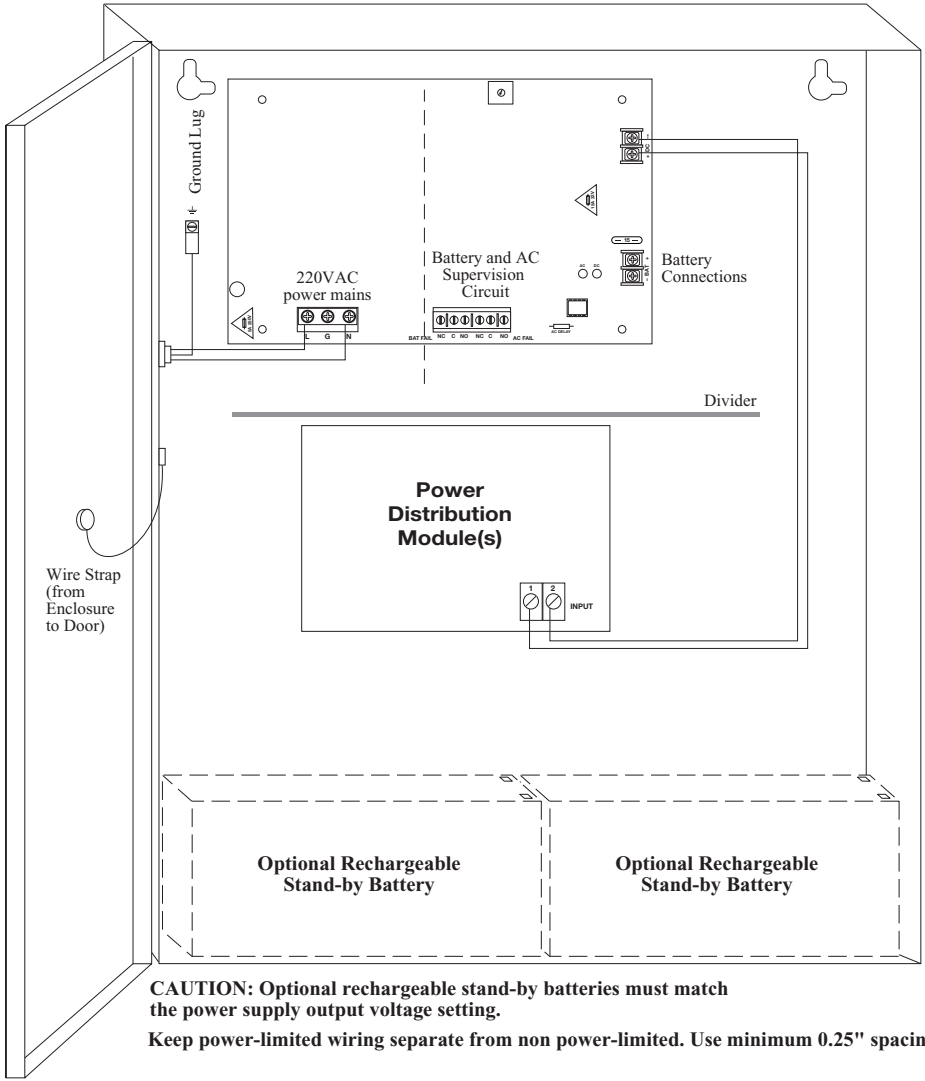 Ground Lug
220VAC
power mains
L G N
Battery and AC
Supervision
Circuit
BAT FAIL NC C NO NC C NO AC FAIL
AC DELAY
AC DC
- DC +
15
+ BAT -
Battery
Connections
Divider
Power
Distribution
Module(s)
1 2
INPUT
Wire Strap
(from
Enclosure
to Door)
Optional Rechargeable
Stand-by Battery
Optional Rechargeable
Stand-by Battery
CAUTION: Optional rechargeable stand-by batteries must match
the power supply output voltage setting.
Keep power-limited wiring separate from non power-limited. Use minimum 0.25" spacin